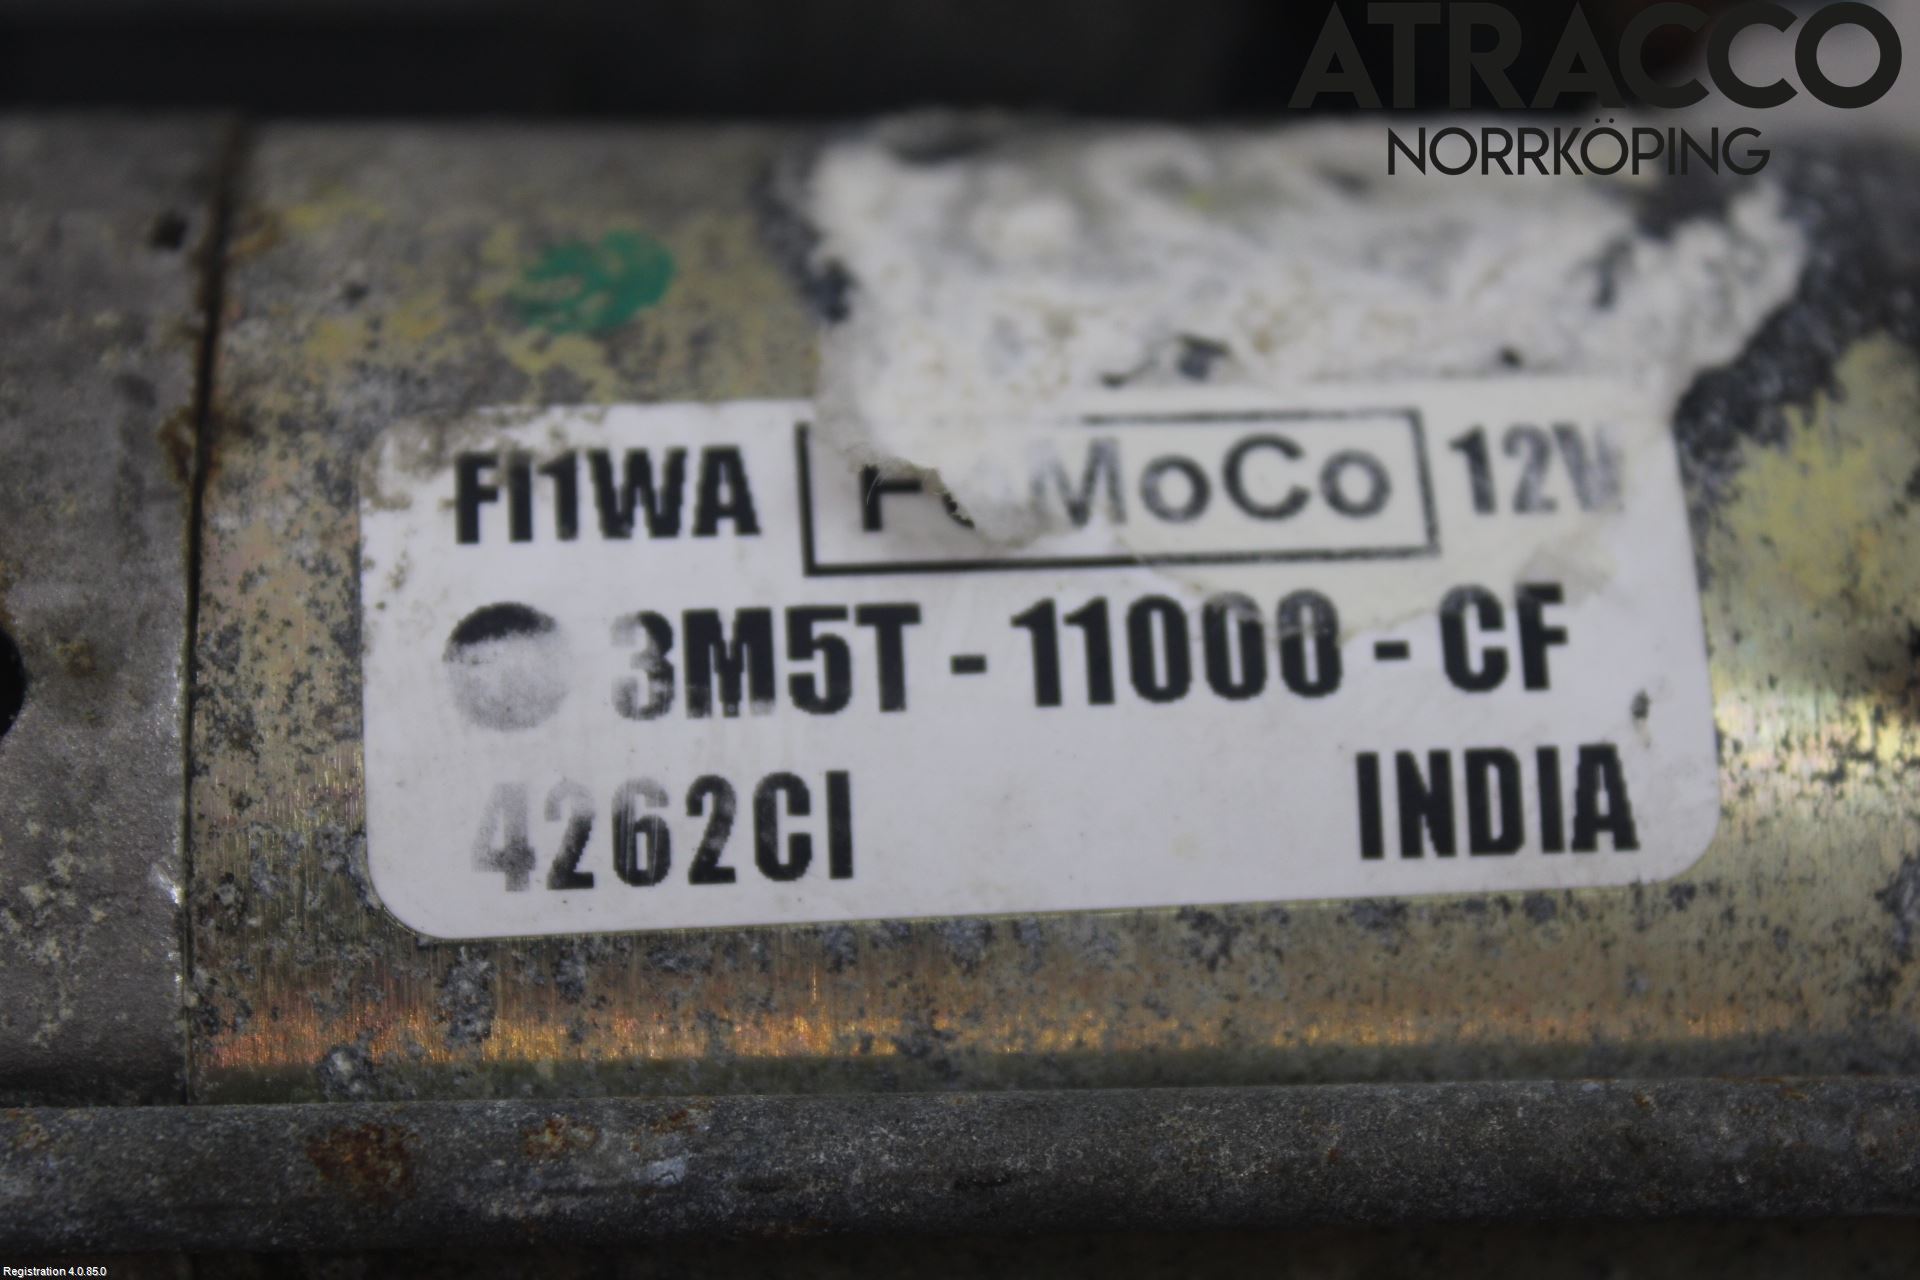 ATRACCO
NORRKÖPING
FI1WA MoCo 12V
3M5T - 11000 - CF
4262CI INDIA
Registration 4.0.85.0